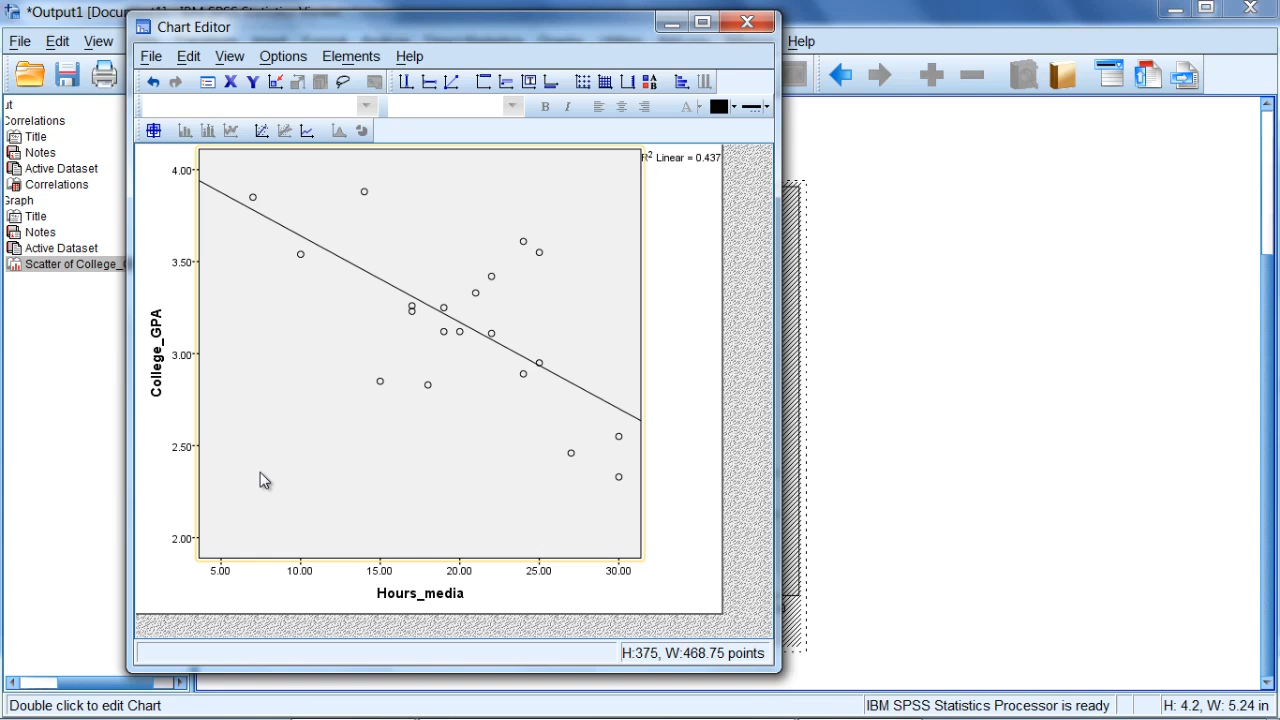 *Output1 [Docum
Chart Editor
File Edit View
Help
File Edit View Options Elements Help
B I A
ut
Correlations
Title
Notes
Active Dataset
Correlations
Graph
Title
Notes
Active Dataset
Scatter of College_
R² Linear = 0.437
4.00
3.50
3.00
2.50
2.00
College_GPA
5.00 10.00 15.00 20.00 25.00 30.00
Hours_media
H:375, W:468.75 points
Double click to edit Chart
IBM SPSS Statistics Processor is ready
H: 4.2, W: 5.24 in